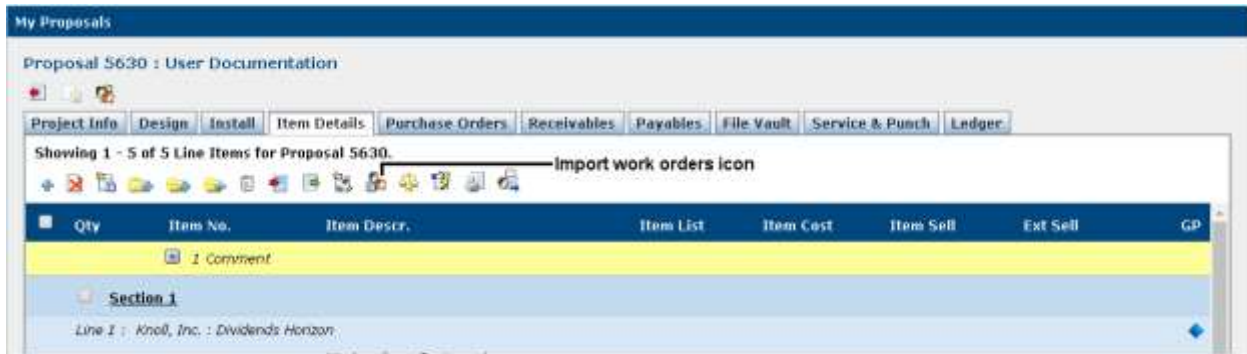 My Proposals
Proposal 5630 : User Documentation
Project Info Design Install Item Details Purchase Orders Receivables Payables File Vault Service & Punch Ledger
Showing 1 - 5 of 5 Line Items for Proposal 5630.
Import work orders icon
Qty Item No. Item Descr. Item List Item Cost Item Sell Ext Sell GP
1 Comment
Section 1
Line 1 : Knoll, Inc. : Dividends Horizon